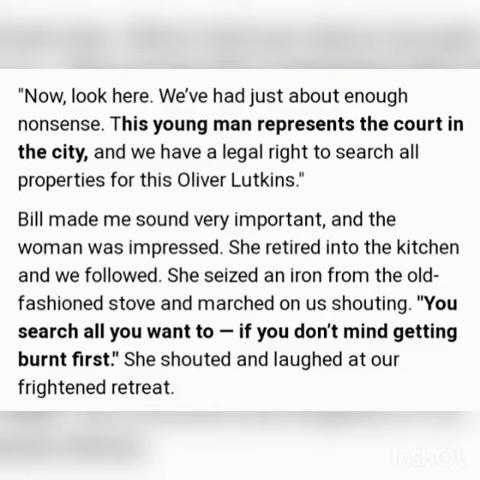 "Now, look here. We’ve had just about enough
nonsense. This young man represents the court in
the city, and we have a legal right to search all
properties for this Oliver Lutkins."
Bill made me sound very important, and the
woman was impressed. She retired into the kitchen
and we followed. She seized an iron from the old-
fashioned stove and marched on us shouting. "You
search all you want to — if you don’t mind getting
burnt first." She shouted and laughed at our
frightened retreat.
InShOt